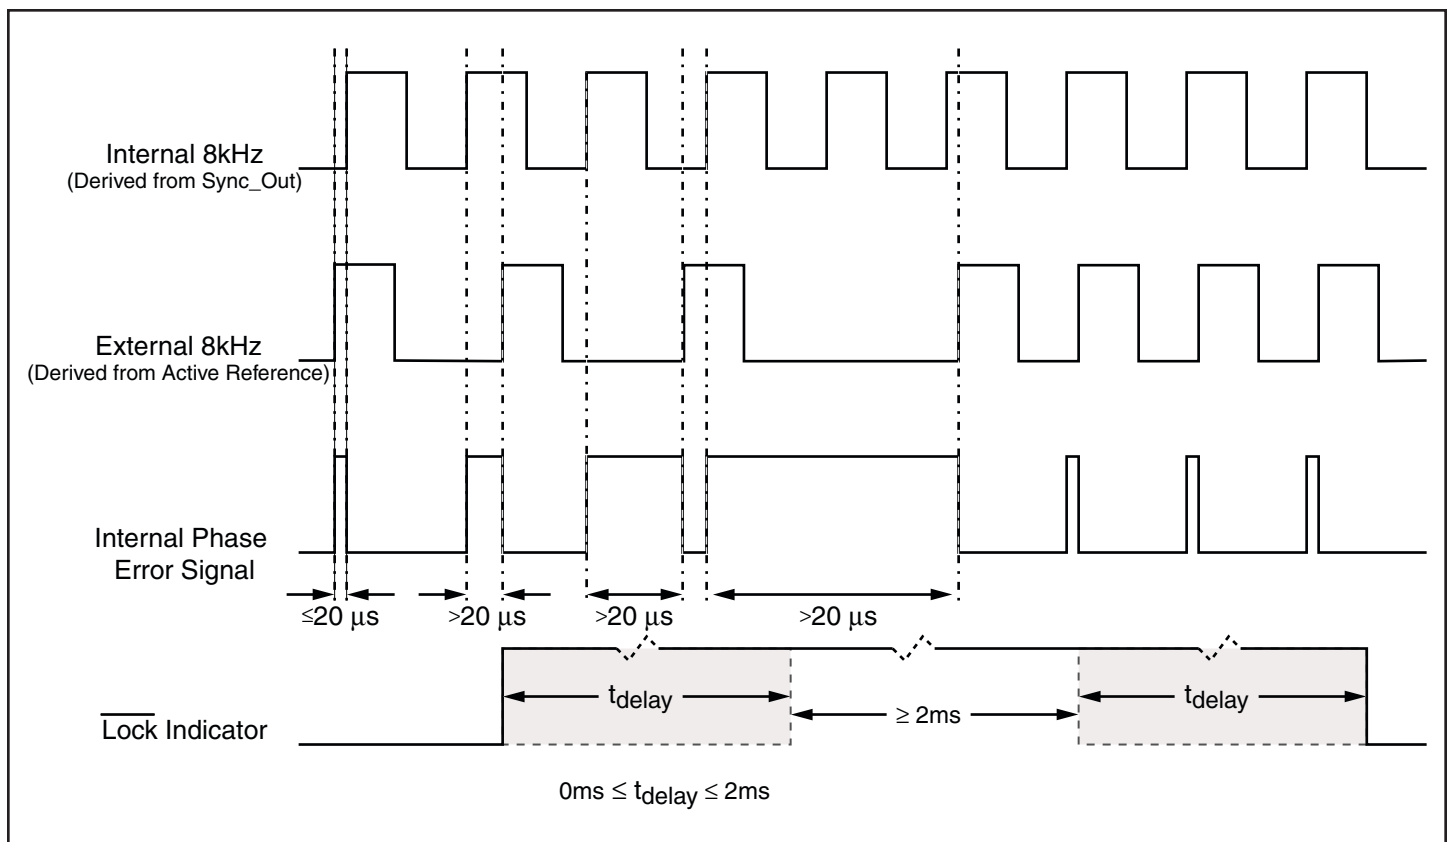 Internal 8kHz
(Derived from Sync_Out)
External 8kHz
(Derived from Active Reference)
Internal Phase
Error Signal
≤20 μs
>20 μs
>20 μs
>20 μs
Lock Indicator
tdelay
≥ 2ms
tdelay
0ms ≤ tdelay ≤ 2ms